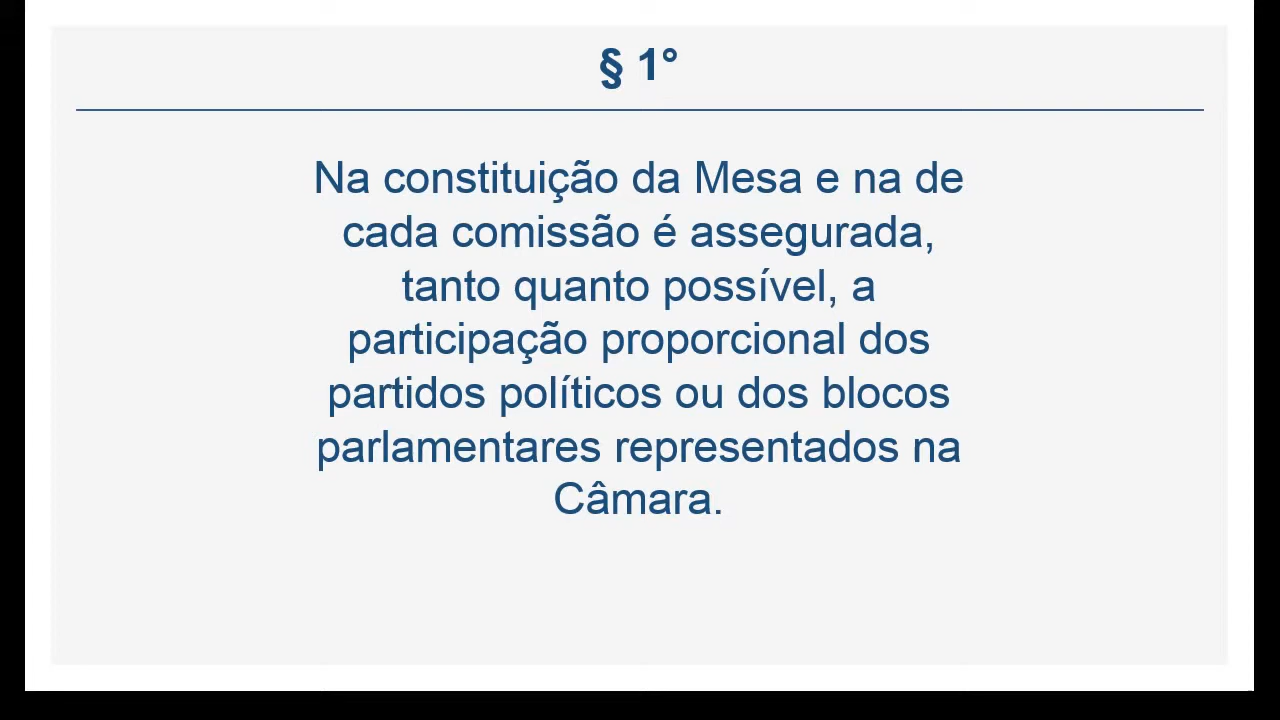 § 1°
Na constituição da Mesa e na de
cada comissão é assegurada,
tanto quanto possível, a
participação proporcional dos
partidos políticos ou dos blocos
parlamentares representados na
Câmara.